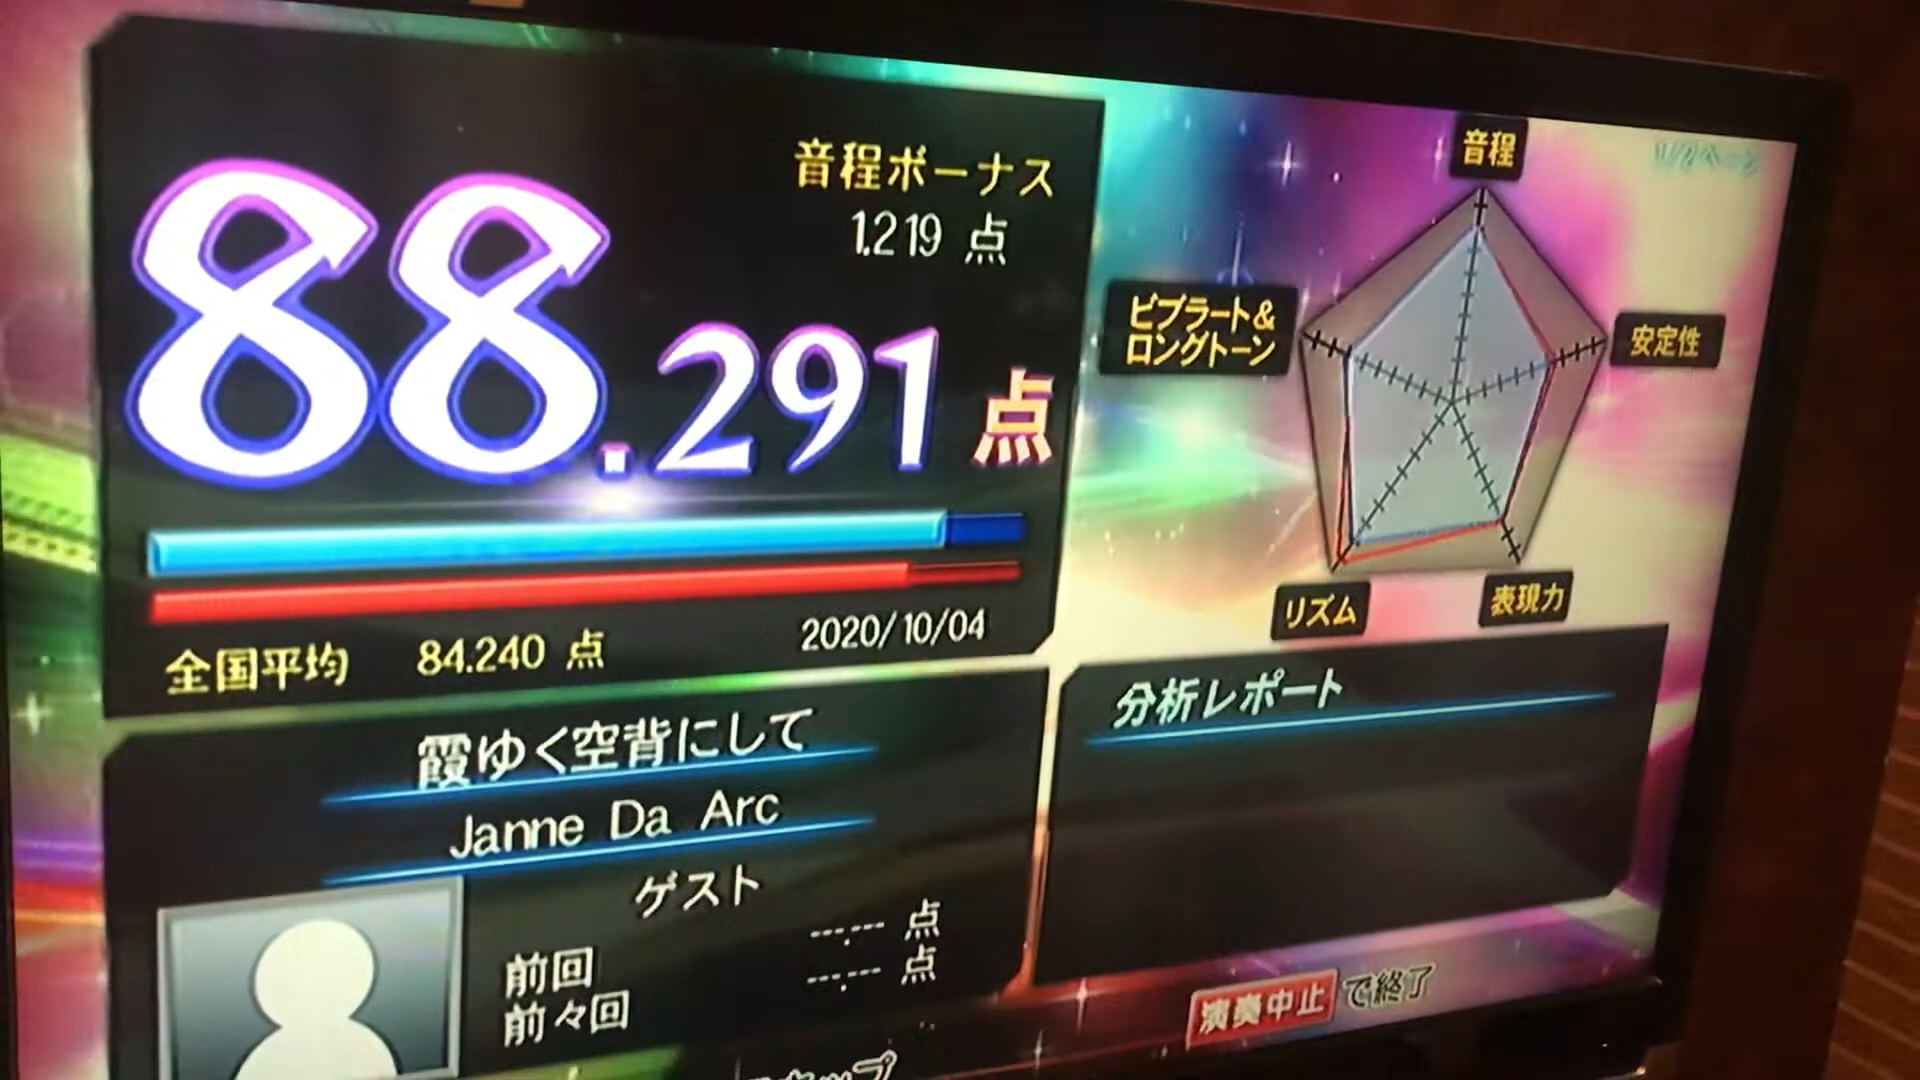 音程ボーナス
1.219 点
88.291点
全国平均 84.240 点 2020/10/04
霞ゆく空背にして
Janne Da Arc
ゲスト
前回 ---.--- 点
前々回 ---.--- 点
音程
安定性
表現力
リズム
ビブラート&
ロングトーン
分析レポート
演奏中止で終了